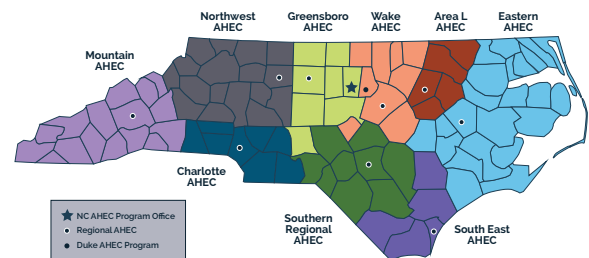 Northwest
AHEC
Greensboro
AHEC
Wake
AHEC
Area L
AHEC
Eastern
AHEC
Mountain
AHEC
Charlotte
AHEC
Southern
Regional
AHEC
South East
AHEC
NC AHEC Program Office
Regional AHEC
Duke AHEC Program